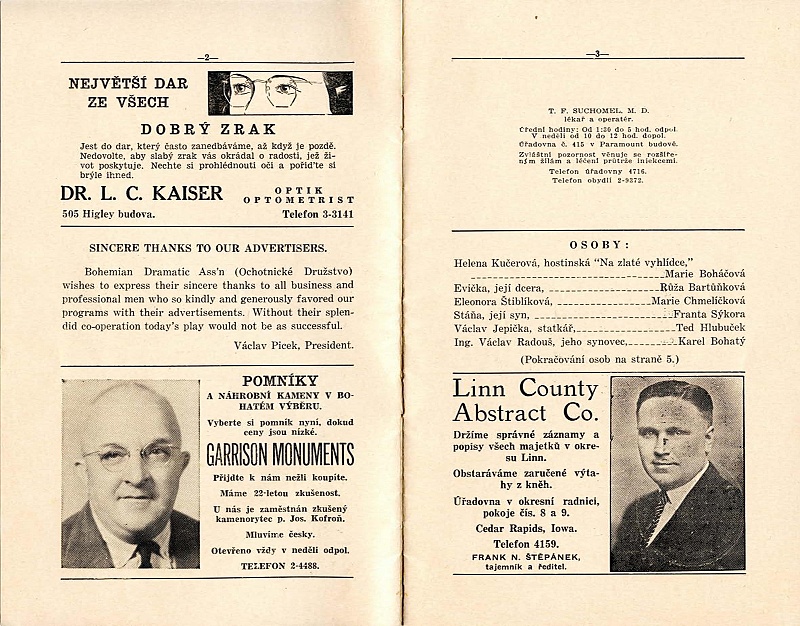 —2—
NEJVĚTŠÍ DAR
ZE VŠECH
DOBRÝ ZRAK
Jest do dar, který často zanedbáváme, až když je pozdě.
Nedovolte, aby slabý zrak vás okrádal o radosti, jež ži-
vot poskytuje. Nechte si prohlédnouti oči a pořiďte si
brýle ihned.
DR. L. C. KAISER
OPTIK
OPTOMETRIST
505 Higley budova.
Telefon 3-3141
SINCERE THANKS TO OUR ADVERTISERS.
Bohemian Dramatic Ass'n (Ochotnické Družstvo)
wishes to express their sincere thanks to all business and
professional men who so kindly and generously favored our
programs with their advertisements. Without their splen-
did co-operation today's play would not be as successful.
Václav Picek, President.
POMNÍKY
A NÁHROBNÍ KAMENY V BO-
HATÉM VÝBĚRU.
Vyberte si pomník nyní, dokud
ceny jsou nízké.
GARRISON MONUMENTS
Přijdte k nám nežli koupíte.
Máme 22-letou zkušenost.
U nás je zaměstnán zkušený
kamenorytec p. Jos. Kofroň.
Mluvíme česky.
Otevřeno vždy v neděli odpol.
TELEFON 2-4488.
—3—
T. F. SUCHOMEL, M. D.
lékař a operatér.
Úřední hodiny: Od 1:30 do 5 hod. odpol.
V neděli od 10 do 12 hod. dopol.
Úřadovna č. 415 v Paramount budově.
Zvláštní pozornost věnuje se rozšíře-
ným žilám a léčení průtrže injekcemi.
Telefon úřadovny 4716.
Telefon obydlí 2-9372.
OSOBY:
Helena Kučerová, hostinská "Na zlaté vyhlídce,"
Marie Boháčová
Evička, její dcera, Růža Bartůňková
Eleonora Štiblíková, Marie Chmelíčková
Stáňa, její syn, Franta Sýkora
Václav Jepička, statkář, Ted Hlubuček
Ing. Václav Radouš, jeho synovec, Karel Bohatý
(Pokračování osob na straně 5.)
Linn County
Abstract Co.
Držíme správné záznamy a
popisy všech majetků v okre-
su Linn.
Obstaráváme zaručené výta-
hy z kněh.
Úřadovna v okresní radnici,
pokoje čís. 8 a 9.
Cedar Rapids, Iowa.
Telefon 4159.
FRANK N. ŠTĚPÁNEK,
tajemník a ředitel.